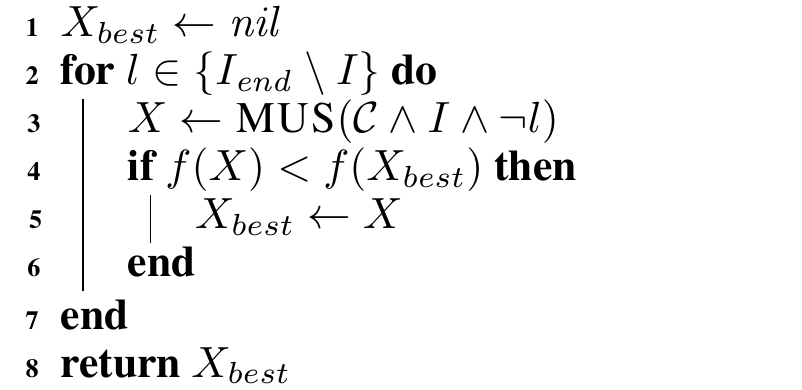 1 X_best ← nil
2 for l ∈ {I_end \ I} do
3 X ← MUS(𝒞 ∧ I ∧ ¬l)
4 if f(X) < f(X_best) then
5 X_best ← X
6 end
7 end
8 return X_best